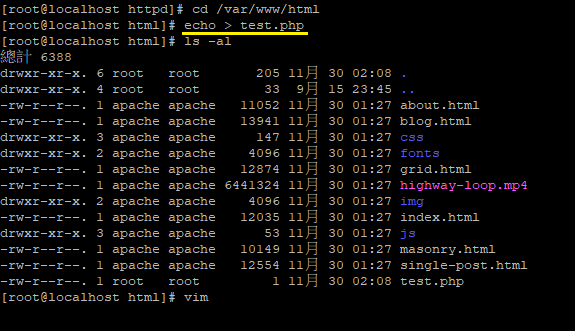 [root@localhost httpd]# cd /var/www/html
[root@localhost html]# echo > test.php
[root@localhost html]# ls -al
總計 6388
drwxr-xr-x. 6 root   root       205 11月 30 02:08 .
drwxr-xr-x. 4 root   root        33  9月 15 23:45 ..
-rw-r--r--. 1 apache apache   11052 11月 30 01:27 about.html
-rw-r--r--. 1 apache apache   13941 11月 30 01:27 blog.html
drwxr-xr-x. 3 apache apache     147 11月 30 01:27 css
drwxr-xr-x. 2 apache apache    4096 11月 30 01:27 fonts
-rw-r--r--. 1 apache apache   12874 11月 30 01:27 grid.html
-rw-r--r--. 1 apache apache 6441324 11月 30 01:27 highway-loop.mp4
drwxr-xr-x. 2 apache apache    4096 11月 30 01:27 img
-rw-r--r--. 1 apache apache   12035 11月 30 01:27 index.html
drwxr-xr-x. 3 apache apache      53 11月 30 01:27 js
-rw-r--r--. 1 apache apache   10149 11月 30 01:27 masonry.html
-rw-r--r--. 1 apache apache   12554 11月 30 01:27 single-post.html
-rw-r--r--. 1 root   root         1 11月 30 02:08 test.php
[root@localhost html]# vim